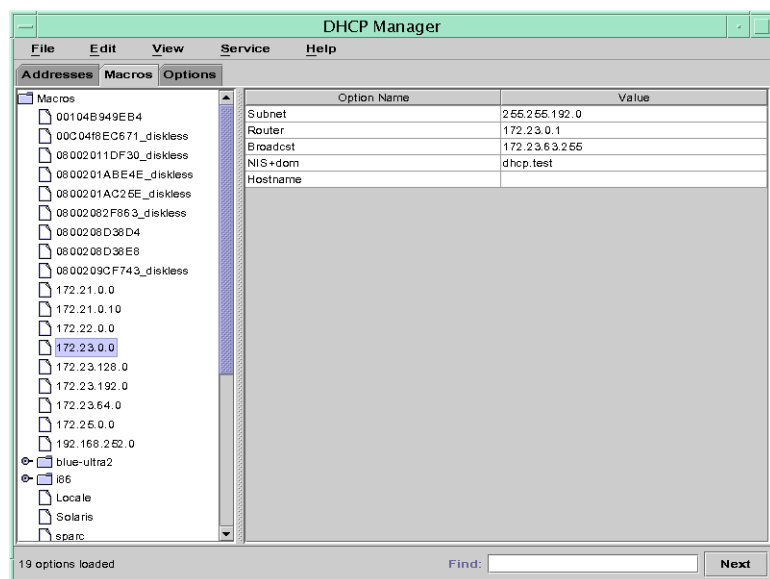 DHCP Manager
File Edit View Service Help
Addresses Macros Options
Macros
00104B949EB4
00C04f8EC671_diskless
08002011DF30_diskless
0800201ABE4E_diskless
0800201AC25E_diskless
08002082F863_diskless
0800208D38D4
0800208D38E8
0800209CF743_diskless
172.21.0.0
172.21.0.10
172.22.0.0
172.23.0.0
172.23.128.0
172.23.192.0
172.23.64.0
172.25.0.0
192.168.252.0
blue-ultra2
i86
Locale
Solaris
sparc
Option Name Value
Subnet 255.255.192.0
Router 172.23.0.1
Broadcst 172.23.63.255
NIS+dom dhcp.test
Hostname
19 options loaded
Find: Next